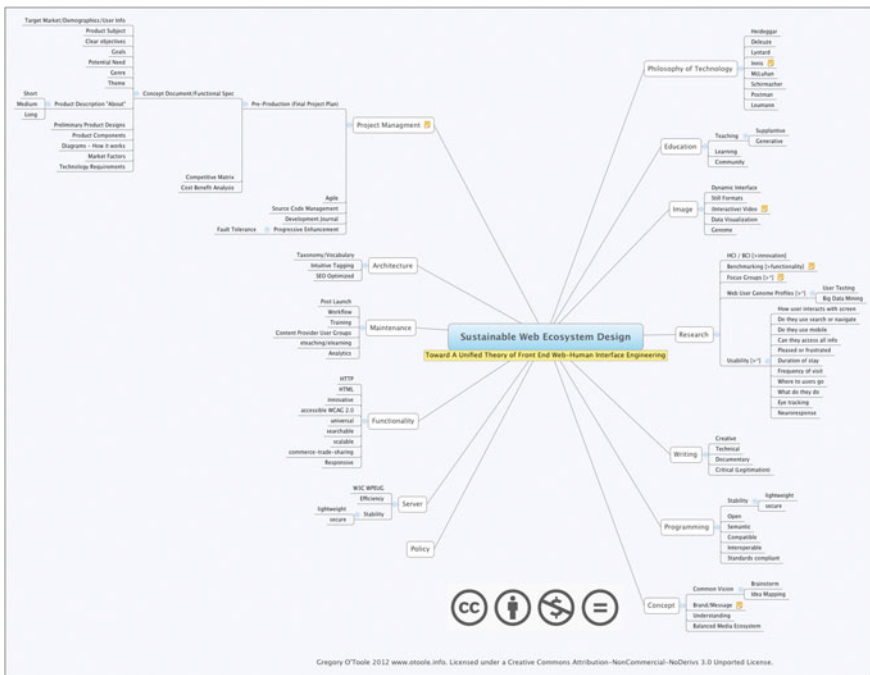 Sustainable Web Ecosystem Design
Toward A Unified Theory of Front End Web-Human Interface Engineering
Project Managment
Pre-Production (Final Project Plan)
Concept Document/Functional Spec
Target Market/Demographics/User Info
Product Subject
Clear objectives
Goals
Potential Need
Genre
Theme
Product Description "About"
Short
Medium
Long
Preliminary Product Designs
Product Components
Diagrams - How it works
Market Factors
Technology Requirements
Competitive Matrix
Cost Benefit Analysis
Agile
Source Code Management
Development Journal
Progressive Enhancement
Fault Tolerance
Architecture
Taxonomy/Vocabulary
Intuitive Tagging
SEO Optimized
Maintenance
Post Launch
Workflow
Training
Content Provider User Groups
eteaching/elearning
Analytics
Functionality
HTTP
HTML
innovative
accessible WCAG 2.0
universal
searchable
scalable
commerce-trade-sharing
Responsive
Server
W3C WPEUG
Efficiency
Stability
lightweight
secure
Policy
Philosophy of Technology
Heideggar
Deleuze
Lyotard
Innis
McLuhan
Schirmacher
Postman
Leumann
Education
Teaching
Supplantive
Generative
Learning
Community
Image
Dynamic Interface
Still Formats
(Interactive) Video
Data Visualization
Genome
Research
HCI / BCI [>innovation]
Benchmarking [>functionality]
Focus Groups [>"]
Web User Genome Profiles [>"]
User Testing
Big Data Mining
Usability [>"]
How user interacts with screen
Do they use search or navigate
Do they use mobile
Can they access all info
Pleased or frustrated
Duration of stay
Frequency of visit
Where to users go
What do they do
Eye tracking
Neuroresponse
Writing
Creative
Technical
Documentary
Critical (Legitimation)
Programming
Stability
lightweight
secure
Open
Semantic
Compatible
Interoperable
Standards compliant
Concept
Common Vision
Brainstorm
Idea Mapping
Brand/Message
Understanding
Balanced Media Ecosystem
cc
$
=
Gregory O'Toole 2012 www.otoole.info. Licensed under a Creative Commons Attribution-NonCommercial-NoDerivs 3.0 Unported License.